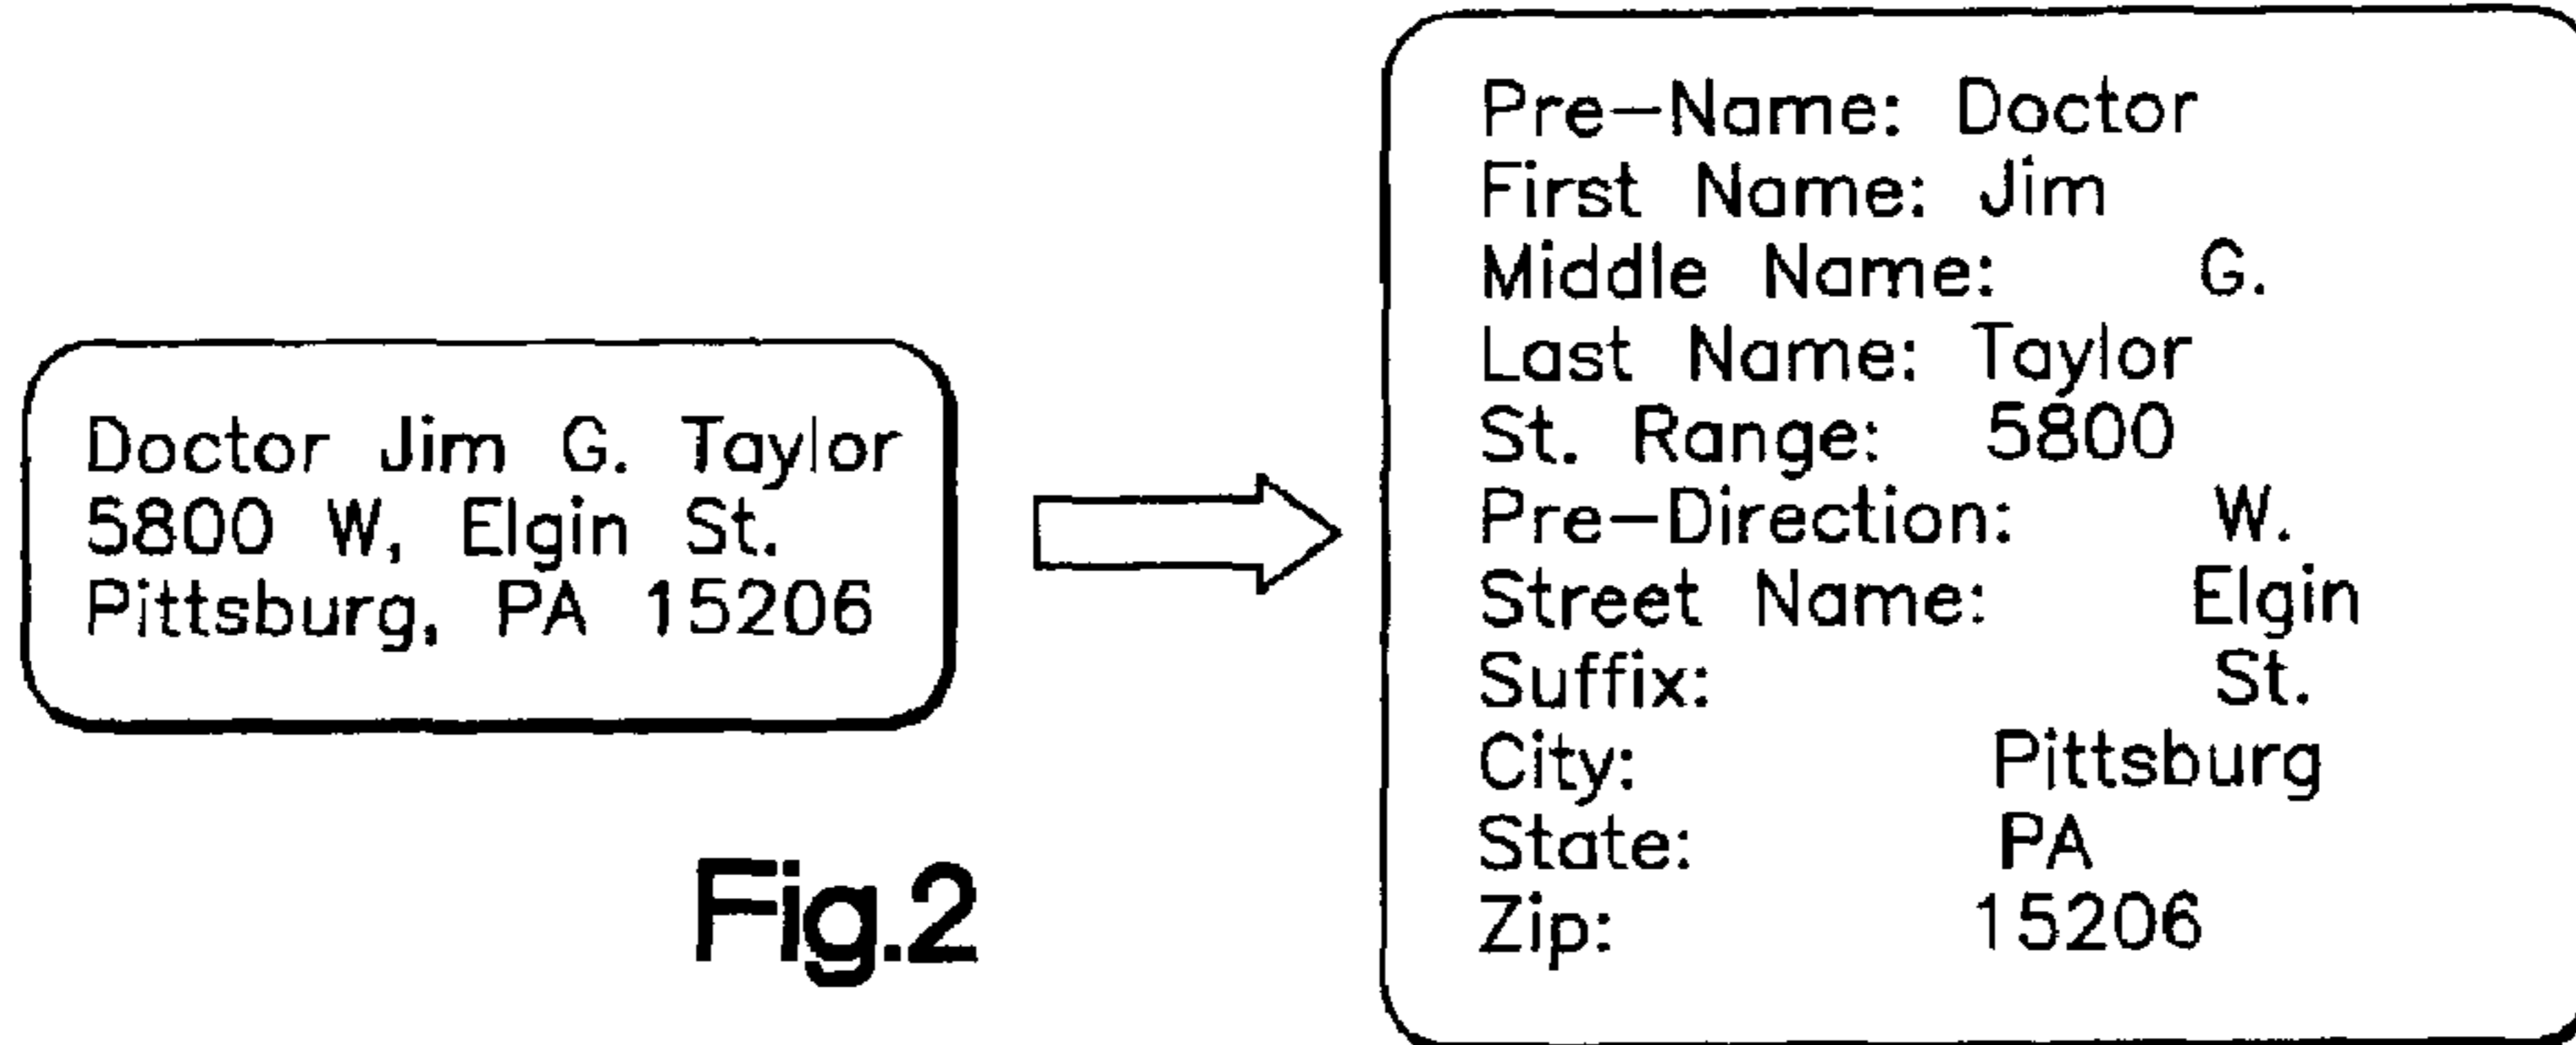 Doctor Jim G. Taylor
5800 W, Elgin St.
Pittsburg, PA 15206
Pre-Name: Doctor
First Name: Jim
Middle Name: G.
Last Name: Taylor
St. Range: 5800
Pre-Direction: W.
Street Name: Elgin
Suffix: St.
City: Pittsburg
State: PA
Zip: 15206
Fig.2